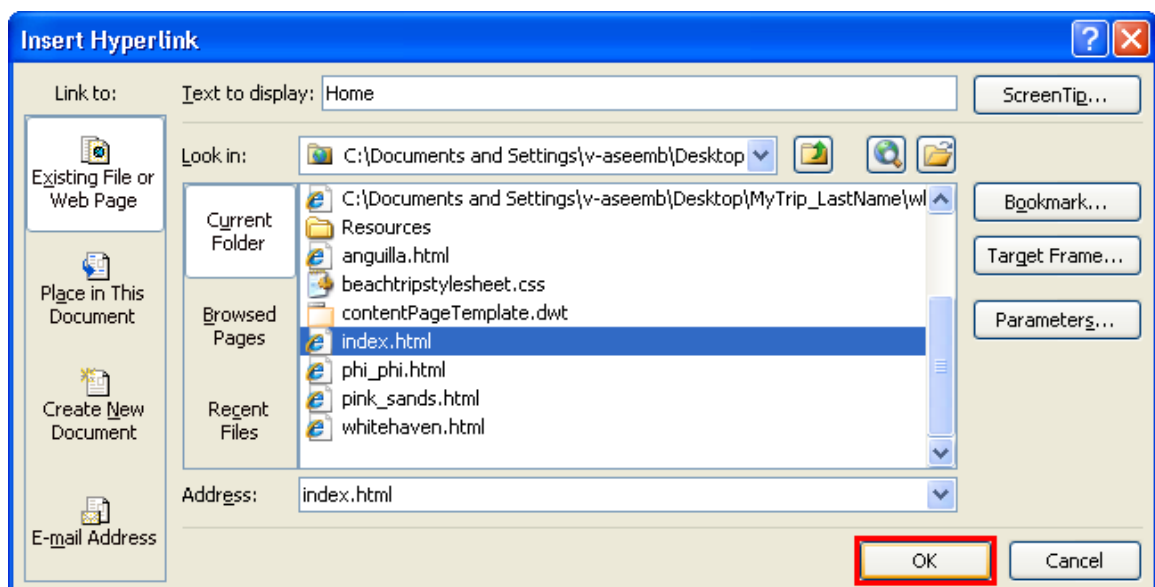 Insert Hyperlink
Link to:
Text to display: Home
ScreenTip...
Existing File or
Web Page
Look in:
C:\Documents and Settings\v-aseemb\Desktop
Current
Folder
C:\Documents and Settings\v-aseemb\Desktop\MyTrip_LastName\wl
Resources
anguilla.html
beachtripstylesheet.css
contentPageTemplate.dwt
index.html
phi_phi.html
pink_sands.html
whitehaven.html
Bookmark...
Target Frame...
Parameters...
Place in This
Document
Browsed
Pages
Create New
Document
Recent
Files
E-mail Address
Address: index.html
OK
Cancel